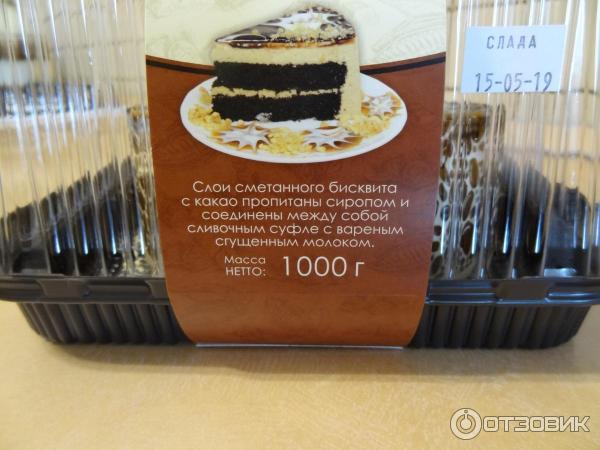 СЛАДА
15-05-19
Слои сметанного бисквита
с какао пропитаны сиропом и
соединены между собой
сливочным суфле с вареным
сгущенным молоком.
Масса
НЕТТО: 1000 г
ОТЗОВИК